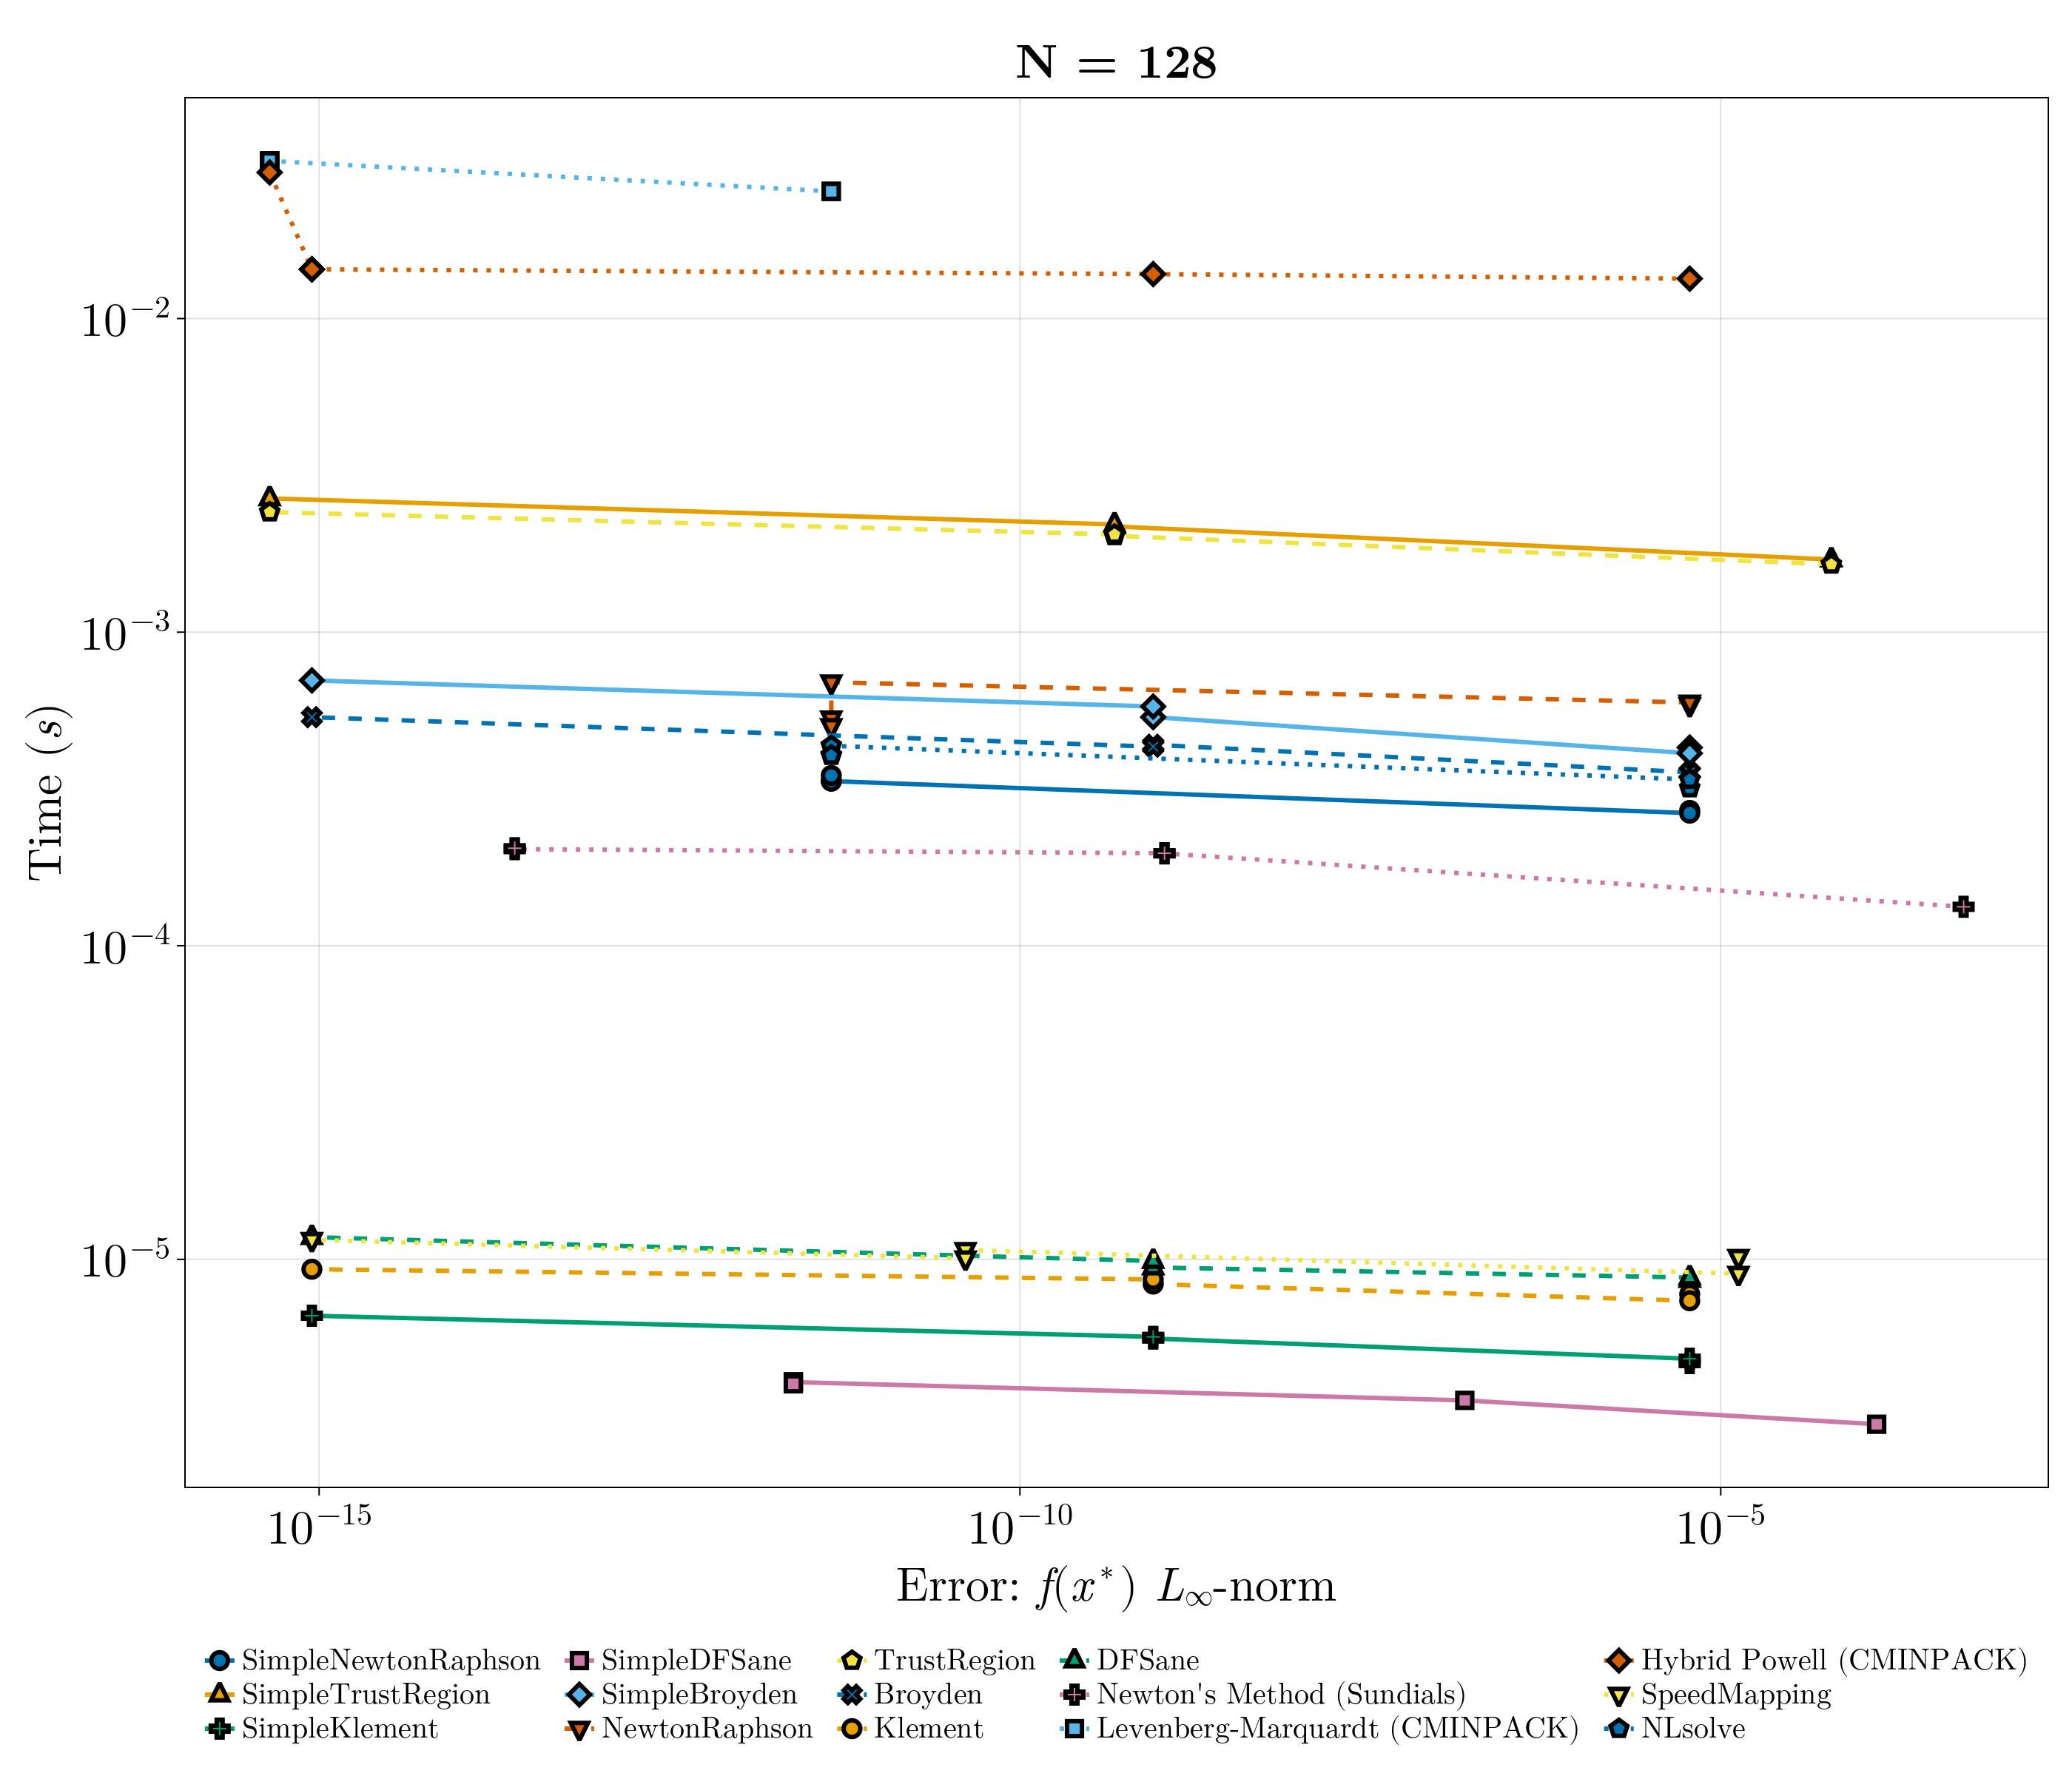 N = 128
Time (s)
10⁻²
10⁻³
10⁻⁴
10⁻⁵
10⁻¹⁵ 10⁻¹⁰ 10⁻⁵
Error: f(x*) L∞-norm
SimpleNewtonRaphson SimpleDFSane TrustRegion DFSane Hybrid Powell (CMINPACK)
SimpleTrustRegion SimpleBroyden Broyden Newton's Method (Sundials) SpeedMapping
SimpleKlement NewtonRaphson Klement Levenberg-Marquardt (CMINPACK) NLsolve